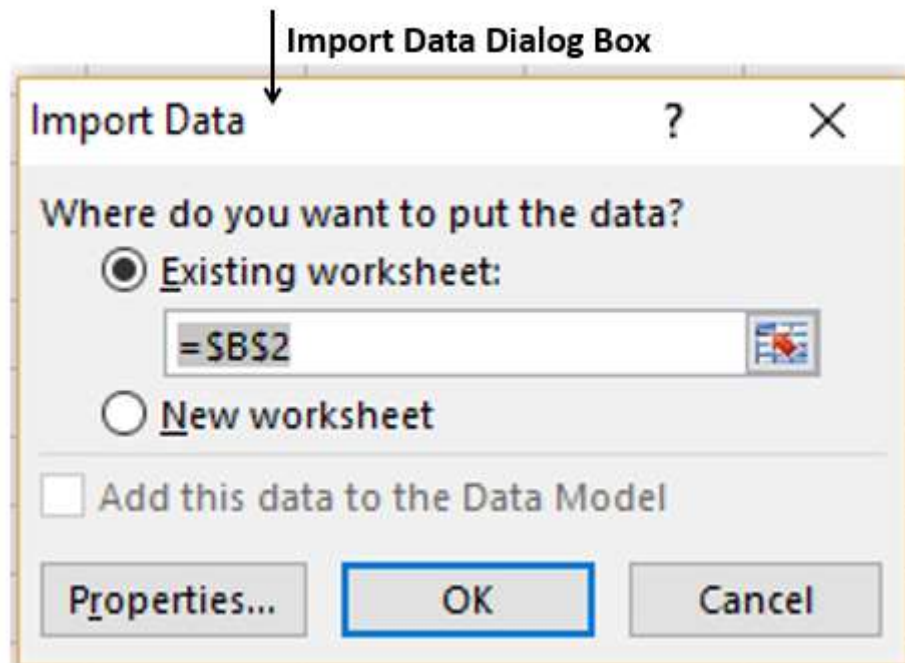 Import Data Dialog Box
Import Data ? ×
Where do you want to put the data?
Existing worksheet:
=$B$2
New worksheet
Add this data to the Data Model
Properties... OK Cancel